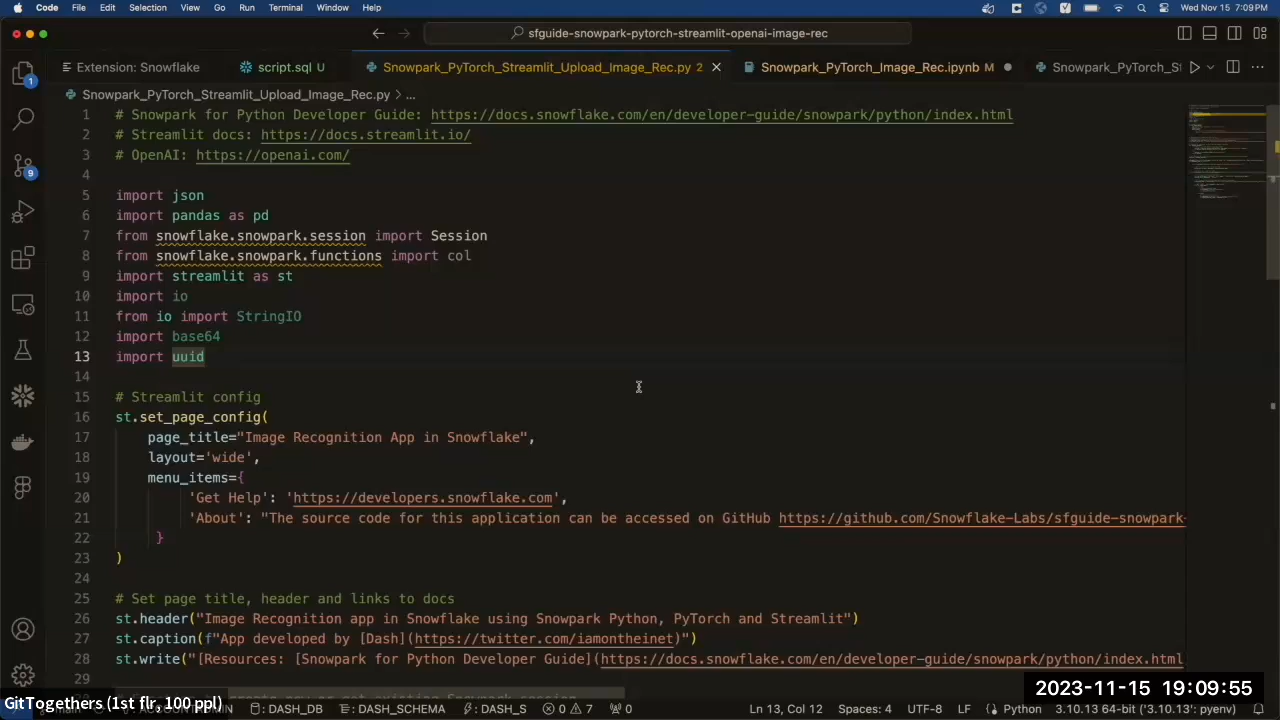 Code File Edit Selection View Go Run Terminal Window Help Wed Nov 15 7:09 PM
sfguide-snowpark-pytorch-streamlit-openai-image-rec
Extension: Snowflake script.sql U Snowpark_PyTorch_Streamlit_Upload_Image_Rec.py 2 Snowpark_PyTorch_Image_Rec.ipynb M Snowpark_PyTorch_St
Snowpark_PyTorch_Streamlit_Upload_Image_Rec.py > ...
1 # Snowpark for Python Developer Guide: https://docs.snowflake.com/en/developer-guide/snowpark/python/index.html
2 # Streamlit docs: https://docs.streamlit.io/
3 # OpenAI: https://openai.com/
4
5 import json
6 import pandas as pd
7 from snowflake.snowpark.session import Session
8 from snowflake.snowpark.functions import col
9 import streamlit as st
10 import io
11 from io import StringIO
12 import base64
13 import uuid
14
15 # Streamlit config
16 st.set_page_config(
17 page_title="Image Recognition App in Snowflake",
18 layout='wide',
19 menu_items={
20 'Get Help': 'https://developers.snowflake.com',
21 'About': "The source code for this application can be accessed on GitHub https://github.com/Snowflake-Labs/sfguide-snowpark-
22 }
23 )
24
25 # Set page title, header and links to docs
26 st.header("Image Recognition app in Snowflake using Snowpark Python, PyTorch and Streamlit")
27 st.caption(f"App developed by [Dash](https://twitter.com/iamontheinet)")
28 st.write("[Resources: [Snowpark for Python Developer Guide](https://docs.snowflake.com/en/developer-guide/snowpark/python/index.html
29
1
9
GitTogethers (1st flr, 100 ppl)
2023-11-15 19:09:55
DASH_DB DASH_SCHEMA DASH_S 0 7 0 Ln 13, Col 12 Spaces: 4 UTF-8 LF Python 3.10.13 64-bit ('3.10.13': pyenv)